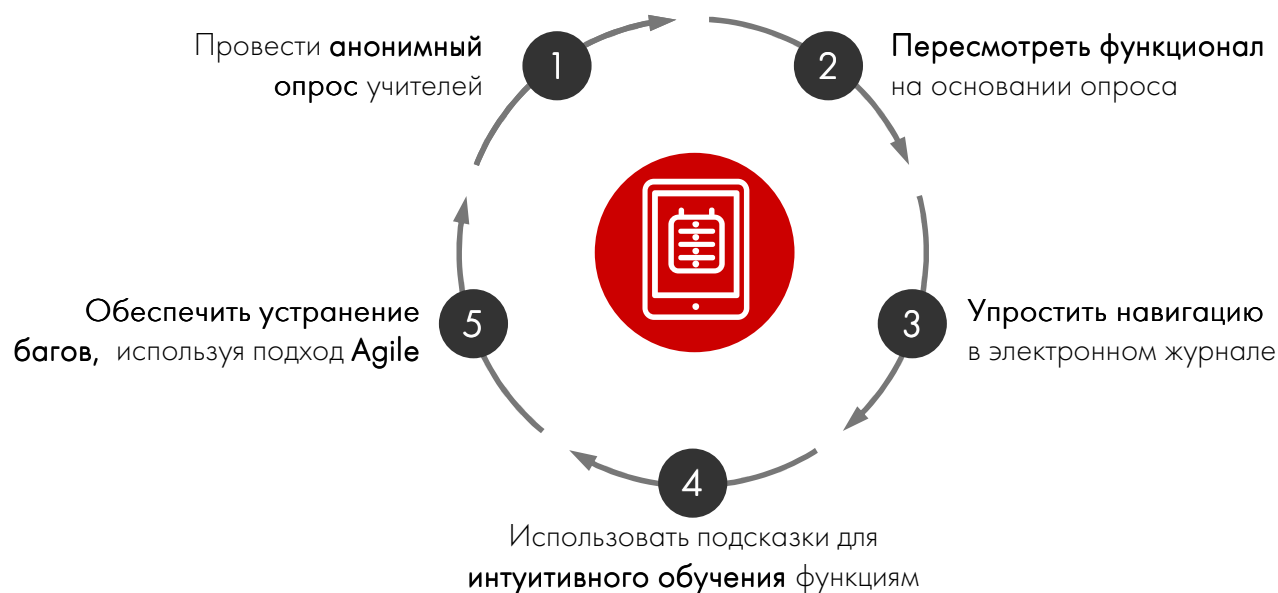 1
Провести анонимный
опрос учителей
2
Пересмотреть функционал
на основании опроса
3
Упростить навигацию
в электронном журнале
4
Использовать подсказки для
интуитивного обучения функциям
5
Обеспечить устранение
багов, используя подход Agile